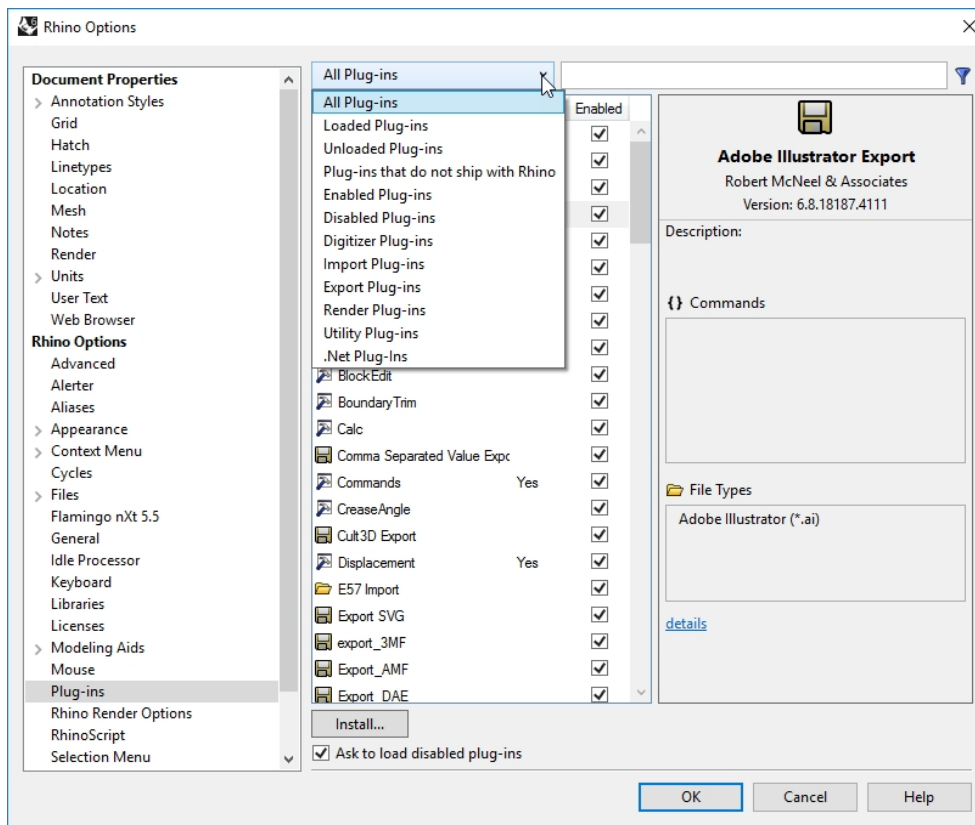 Rhino Options
Document Properties
Annotation Styles
Grid
Hatch
Linetypes
Location
Mesh
Notes
Render
Units
User Text
Web Browser
Rhino Options
Advanced
Alerter
Aliases
Appearance
Context Menu
Cycles
Files
Flamingo nXt 5.5
General
Idle Processor
Keyboard
Libraries
Licenses
Modeling Aids
Mouse
Plug-ins
Rhino Render Options
RhinoScript
Selection Menu
All Plug-ins
All Plug-ins
Loaded Plug-ins
Unloaded Plug-ins
Plug-ins that do not ship with Rhino
Enabled Plug-ins
Disabled Plug-ins
Digitizer Plug-ins
Import Plug-ins
Export Plug-ins
Render Plug-ins
Utility Plug-ins
.Net Plug-Ins
Enabled
BlockEdit
BoundaryTrim
Calc
Comma Separated Value Expc
Commands Yes
CreaseAngle
Cult3D Export
Displacement Yes
E57 Import
Export SVG
export_3MF
Export_AMF
Export_DAE
Install...
Ask to load disabled plug-ins
Adobe Illustrator Export
Robert McNeel & Associates
Version: 6.8.18187.4111
Description:
{} Commands
File Types
Adobe Illustrator (*.ai)
details
OK Cancel Help